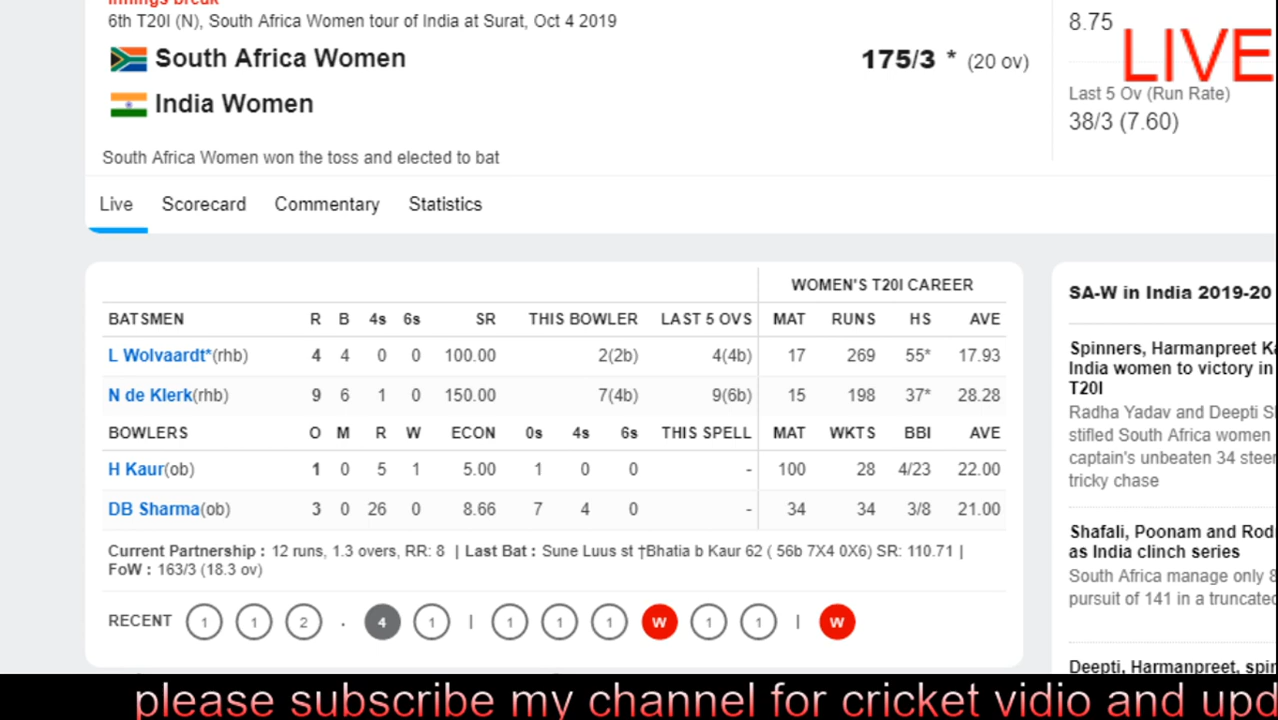 Innings break
6th T20I (N), South Africa Women tour of India at Surat, Oct 4 2019
South Africa Women 175/3 * (20 ov)
India Women
South Africa Women won the toss and elected to bat
8.75
LIVE
Last 5 Ov (Run Rate)
38/3 (7.60)
Live Scorecard Commentary Statistics
WOMEN'S T20I CAREER
BATSMEN R B 4s 6s SR THIS BOWLER LAST 5 OVS MAT RUNS HS AVE
L Wolvaardt*(rhb) 4 4 0 0 100.00 2(2b) 4(4b) 17 269 55* 17.93
N de Klerk(rhb) 9 6 1 0 150.00 7(4b) 9(6b) 15 198 37* 28.28
BOWLERS O M R W ECON 0s 4s 6s THIS SPELL MAT WKTS BBI AVE
H Kaur(ob) 1 0 5 1 5.00 1 0 0 - 100 28 4/23 22.00
DB Sharma(ob) 3 0 26 0 8.66 7 4 0 - 34 34 3/8 21.00
Current Partnership : 12 runs, 1.3 overs, RR: 8 | Last Bat : Sune Luus st †Bhatia b Kaur 62 ( 56b 7X4 0X6) SR: 110.71 |
FoW : 163/3 (18.3 ov)
RECENT 1 1 2 . 4 1 | 1 1 1 W 1 1 | W
SA-W in India 2019-20
Spinners, Harmanpreet Ka
India women to victory in
T20I
Radha Yadav and Deepti S
stifled South Africa women
captain's unbeaten 34 steer
tricky chase
Shafali, Poonam and Rod
as India clinch series
South Africa manage only 8
pursuit of 141 in a truncated
Deepti, Harmanpreet, spin
please subscribe my channel for cricket vidio and upd